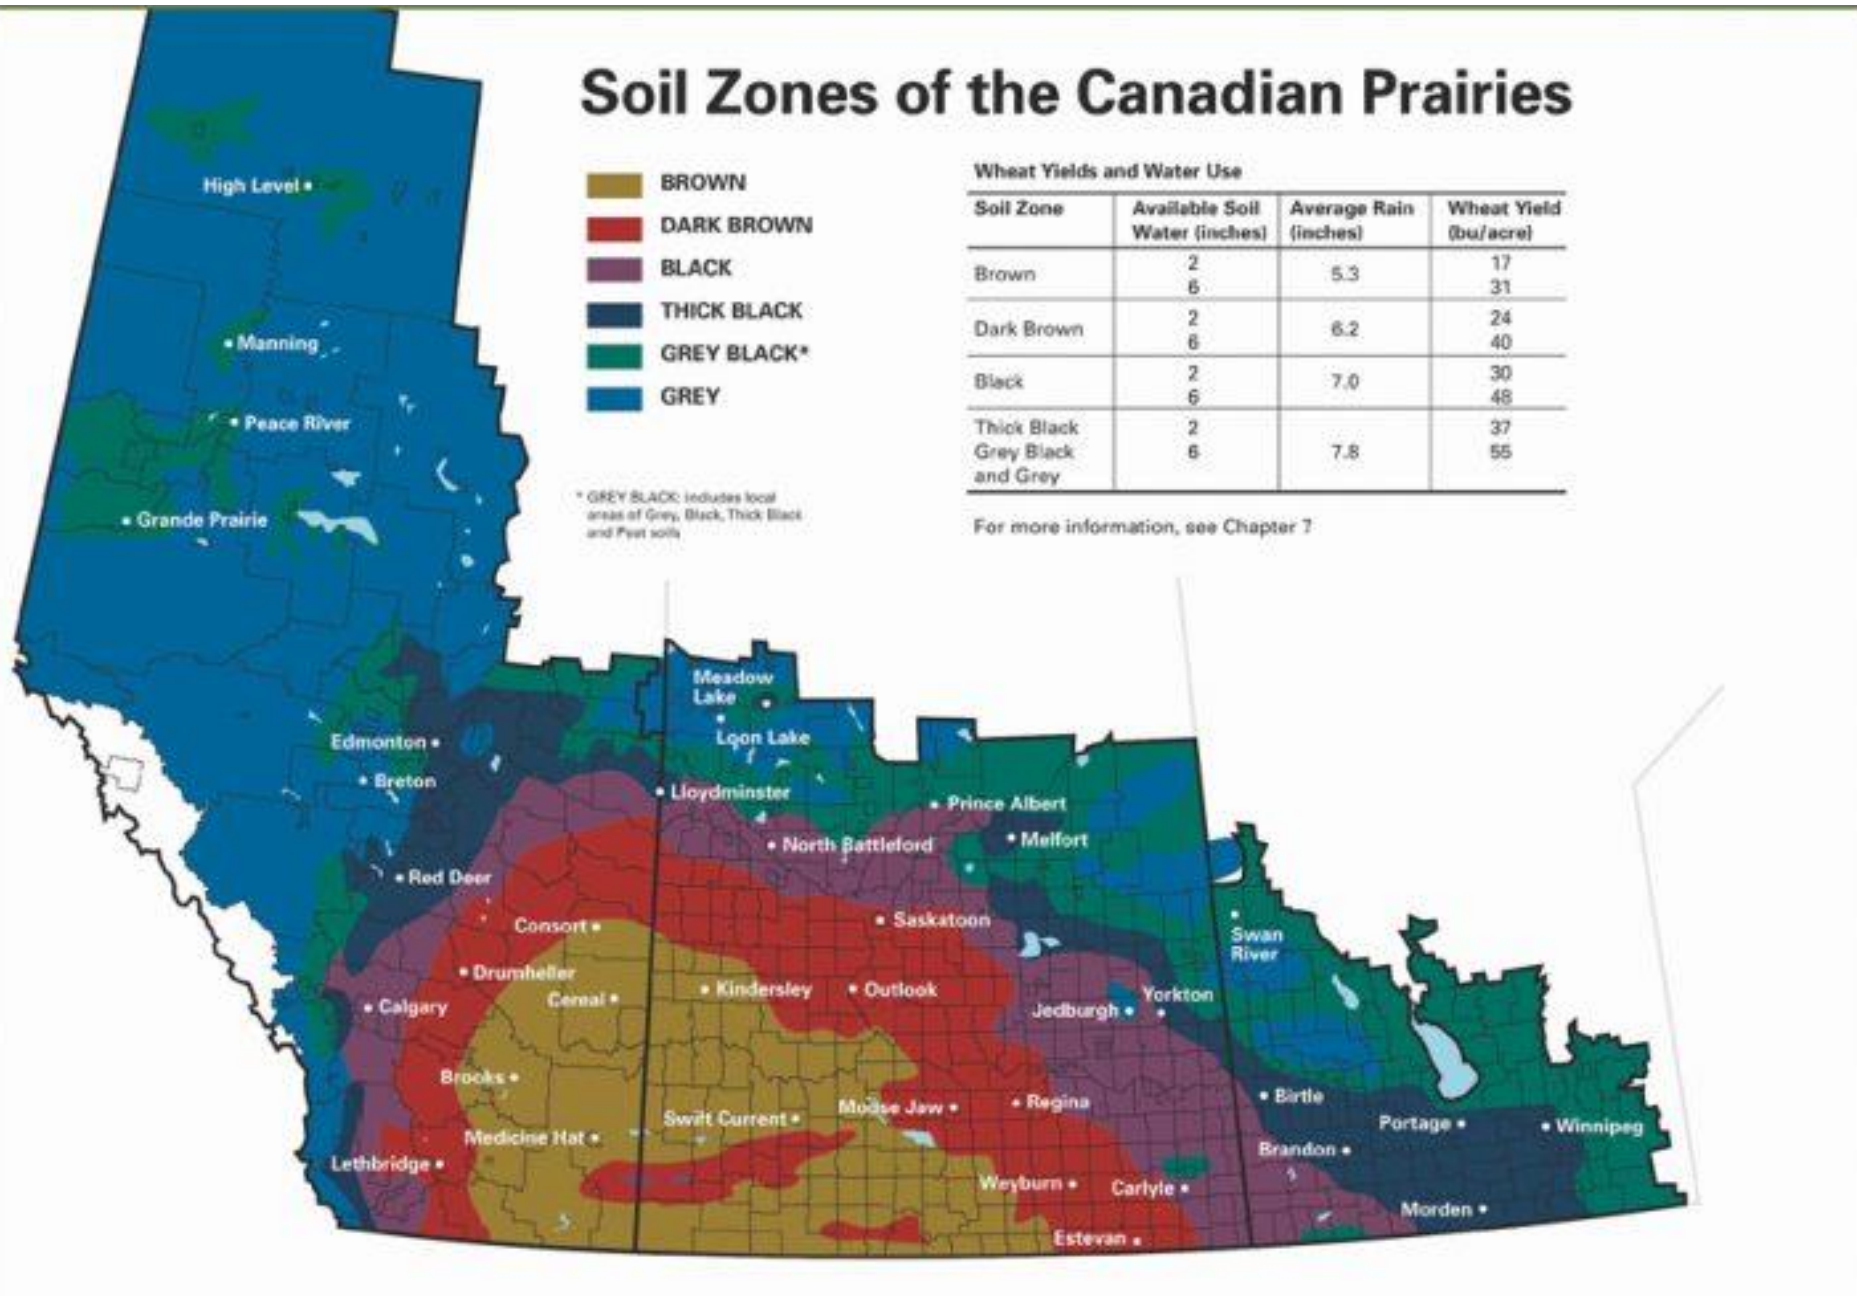 Soil Zones of the Canadian Prairies
BROWN
DARK BROWN
BLACK
THICK BLACK
GREY BLACK*
GREY
* GREY BLACK: includes local
areas of Grey, Black, Thick Black
and Peat soils
Wheat Yields and Water Use
Soil Zone Available Soil Water (inches) Average Rain (inches) Wheat Yield (bu/acre)
Brown 2 6 5.3 17 31
Dark Brown 2 6 6.2 24 40
Black 2 6 7.0 30 48
Thick Black Grey Black and Grey 2 6 7.8 37 55
For more information, see Chapter 7
High Level
Manning
Peace River
Grande Prairie
Meadow
Lake
Loon Lake
Edmonton
Breton
Lloydminster
Prince Albert
North Battleford
Melfort
Red Deer
Consort
Saskatoon
Swan
River
Drumheller
Cereal
Kindersley
Outlook
Yorkton
Calgary
Jedburgh
Brooks
Swift Current
Moose Jaw
Regina
Birtle
Portage
Winnipeg
Medicine Hat
Brandon
Lethbridge
Weyburn
Carlyle
Morden
Estevan